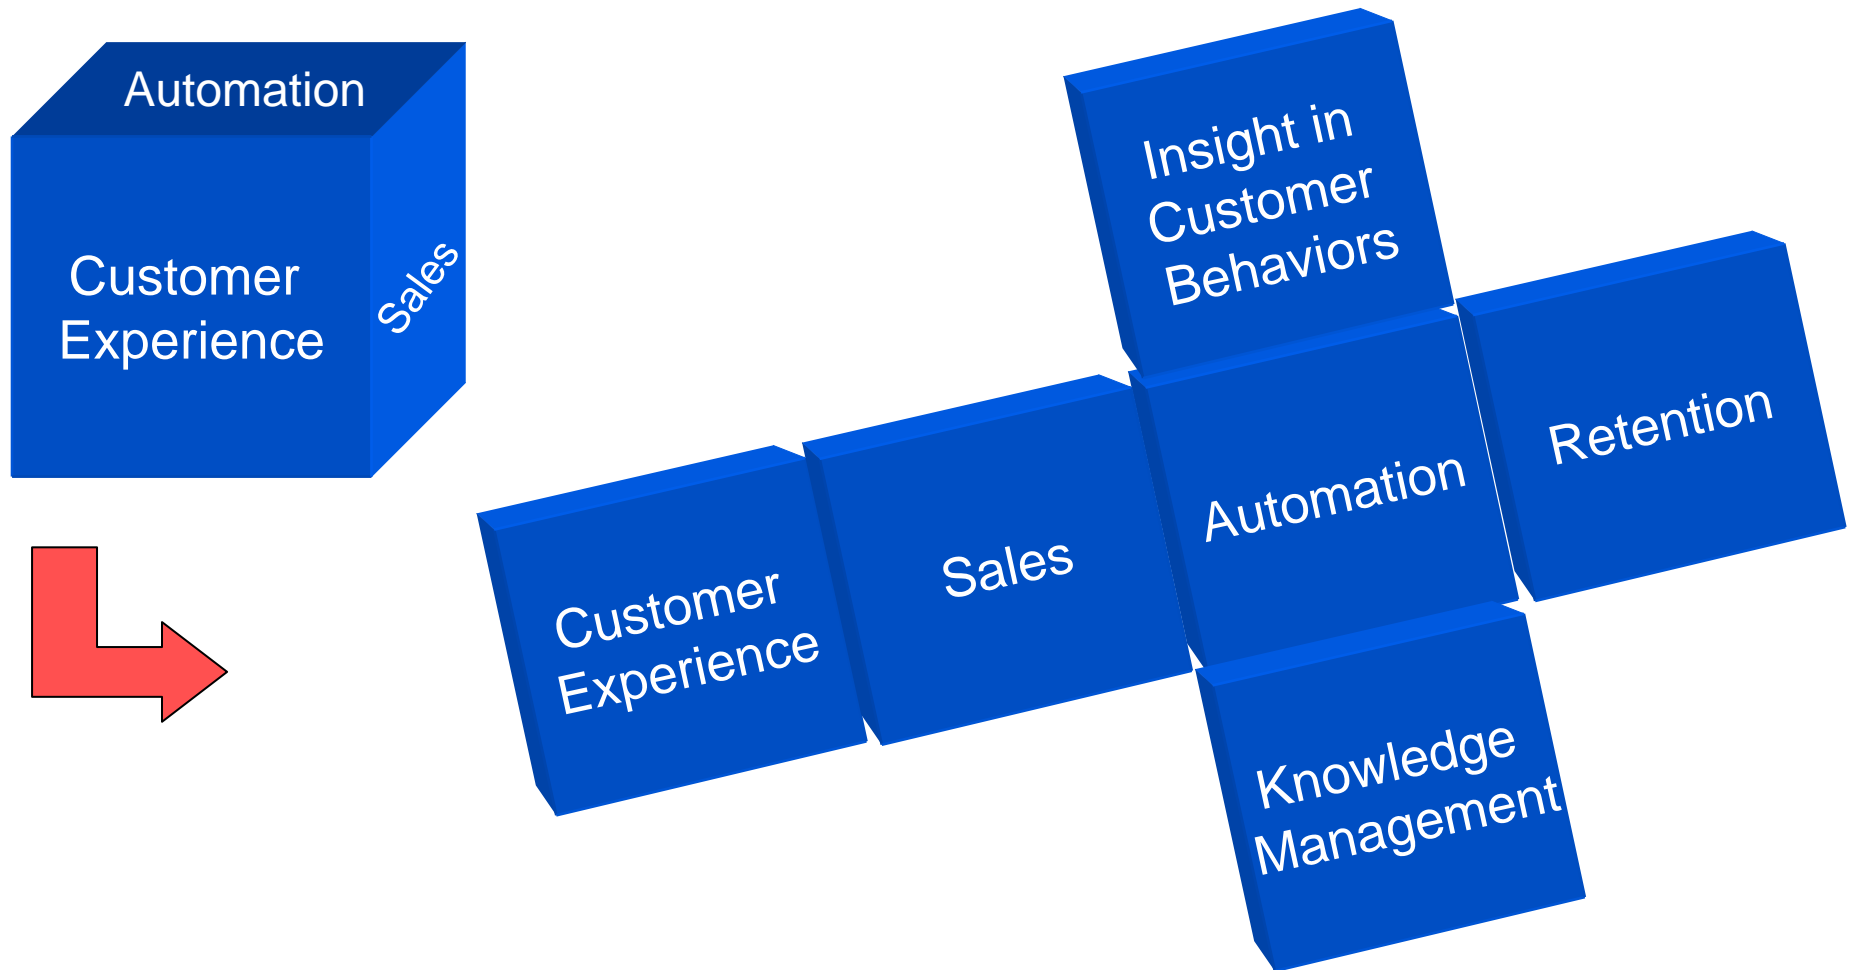 Automation
Customer
Experience
Sales
Insight in
Customer
Behaviors
Retention
Automation
Sales
Customer
Experience
Knowledge
Management